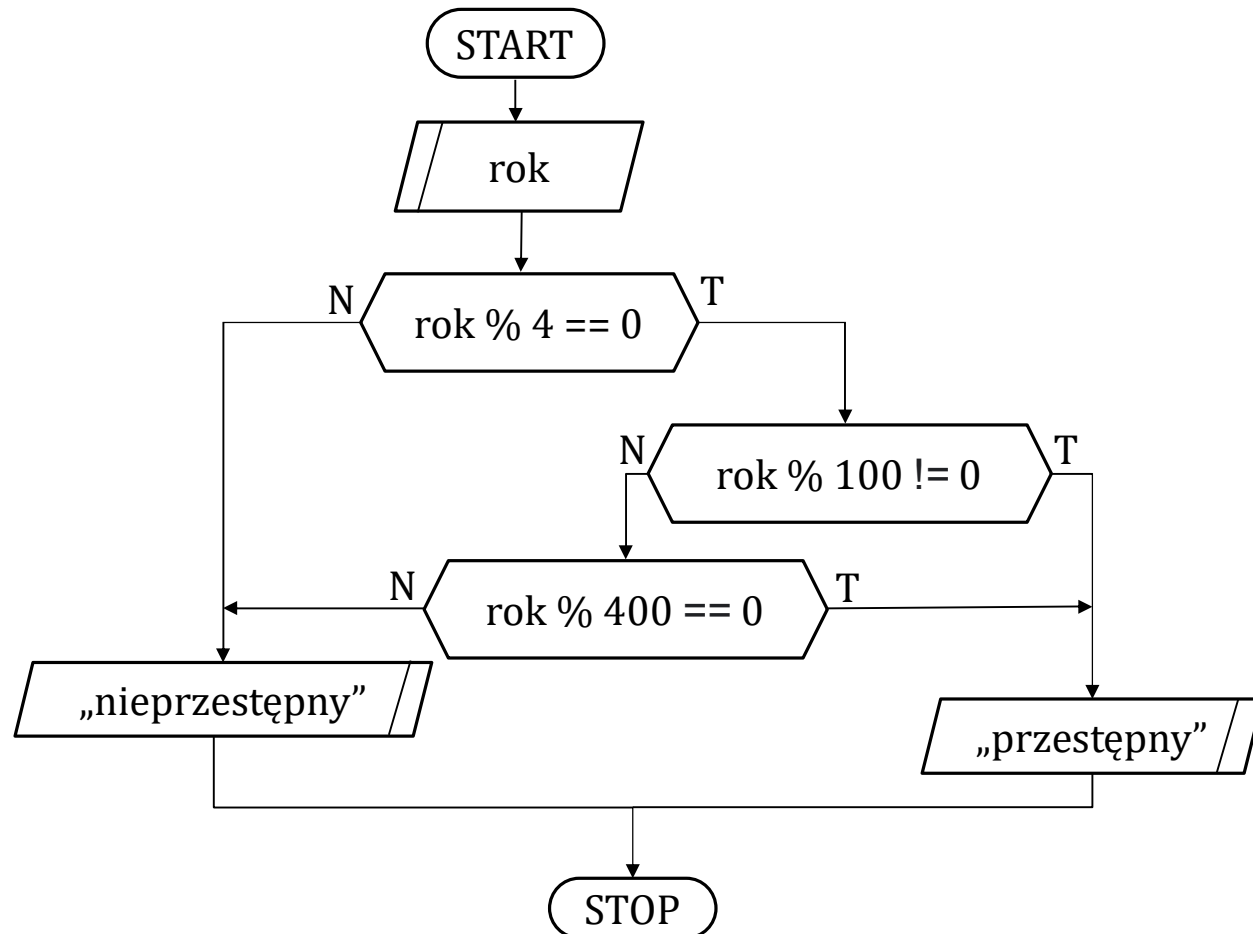 START
rok
N
T
rok % 4 == 0
N
T
rok % 100 != 0
N
T
rok % 400 == 0
„nieprzestępny”
„przestępny”
STOP